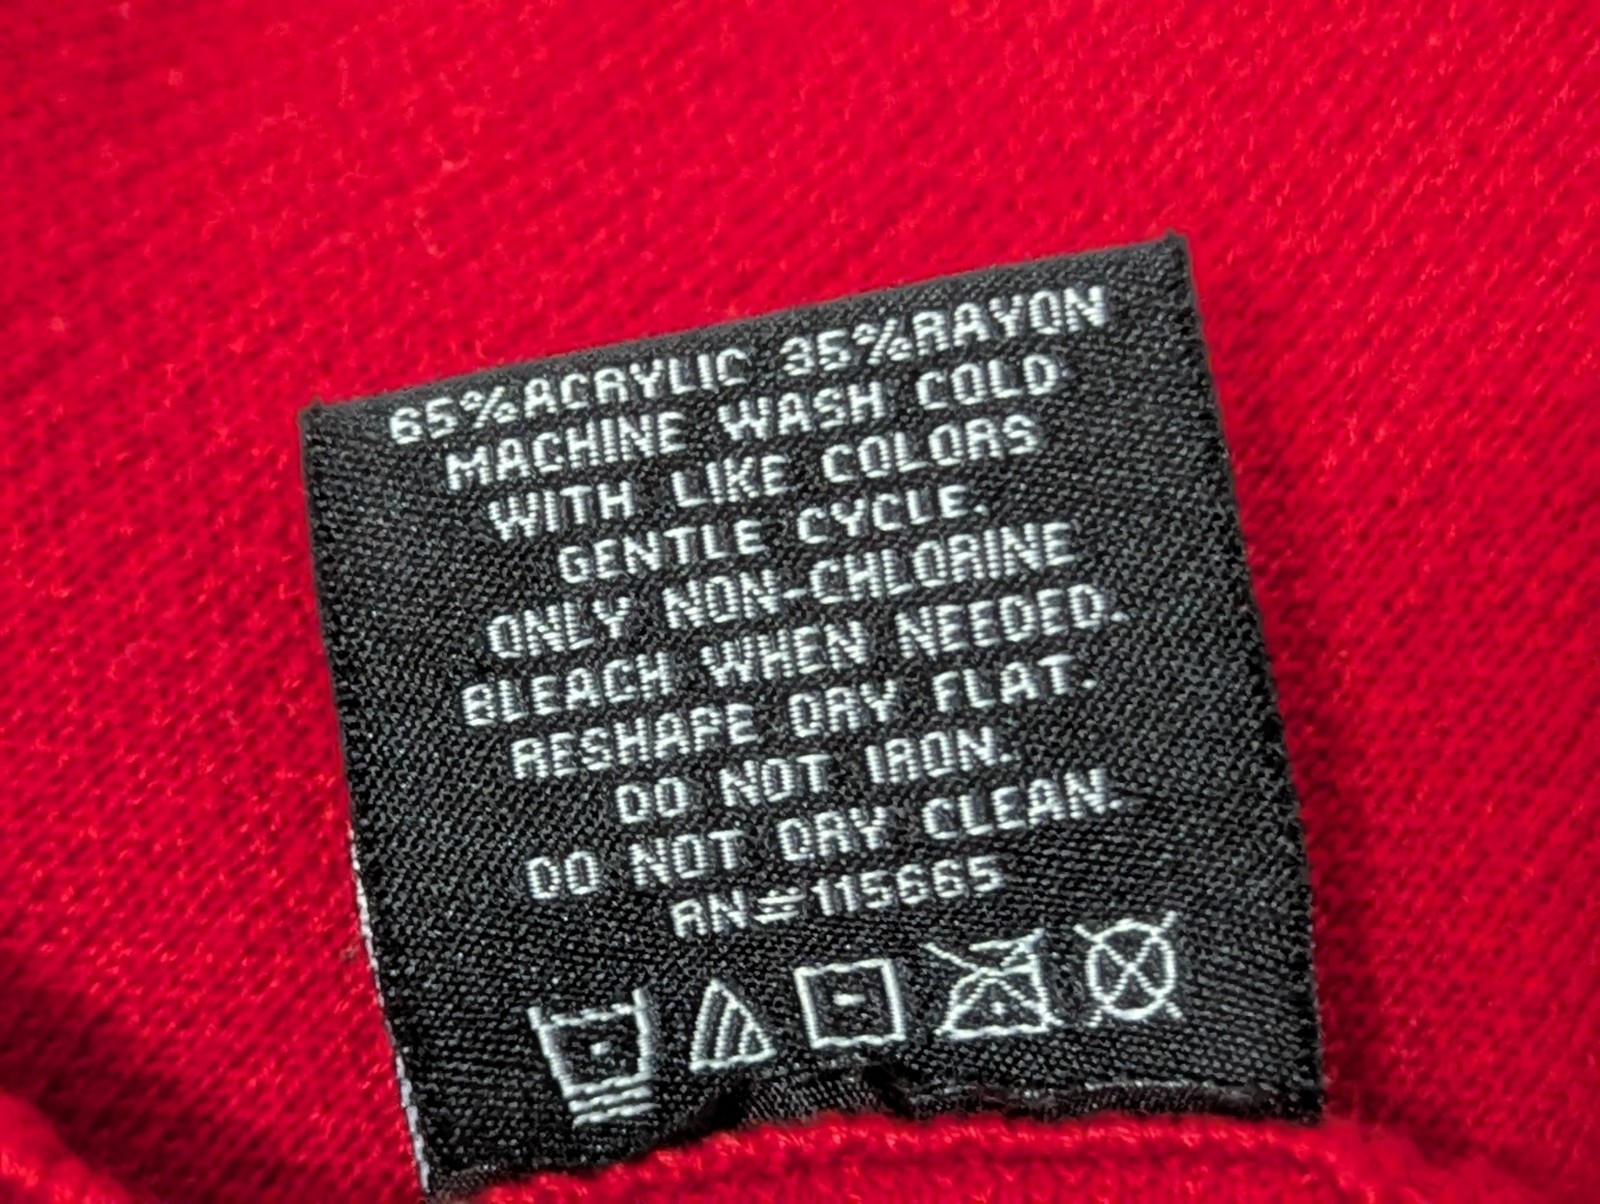 65%ACRYLIC 35%RAYON
MACHINE WASH COLD
WITH LIKE COLORS
GENTLE CYCLE.
ONLY NON-CHLORINE
BLEACH WHEN NEEDED.
RESHAPE DRY FLAT.
DO NOT IRON.
DO NOT DRY CLEAN.
RN#115665